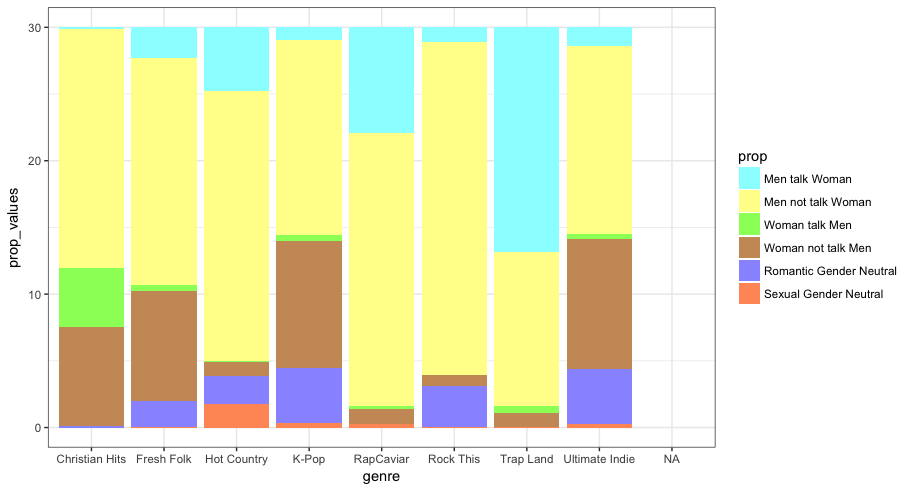 30
20
10
0
prop_values
Christian Hits
Fresh Folk
Hot Country
K-Pop
RapCaviar
Rock This
Trap Land
Ultimate Indie
NA
genre
prop
Men talk Woman
Men not talk Woman
Woman talk Men
Woman not talk Men
Romantic Gender Neutral
Sexual Gender Neutral